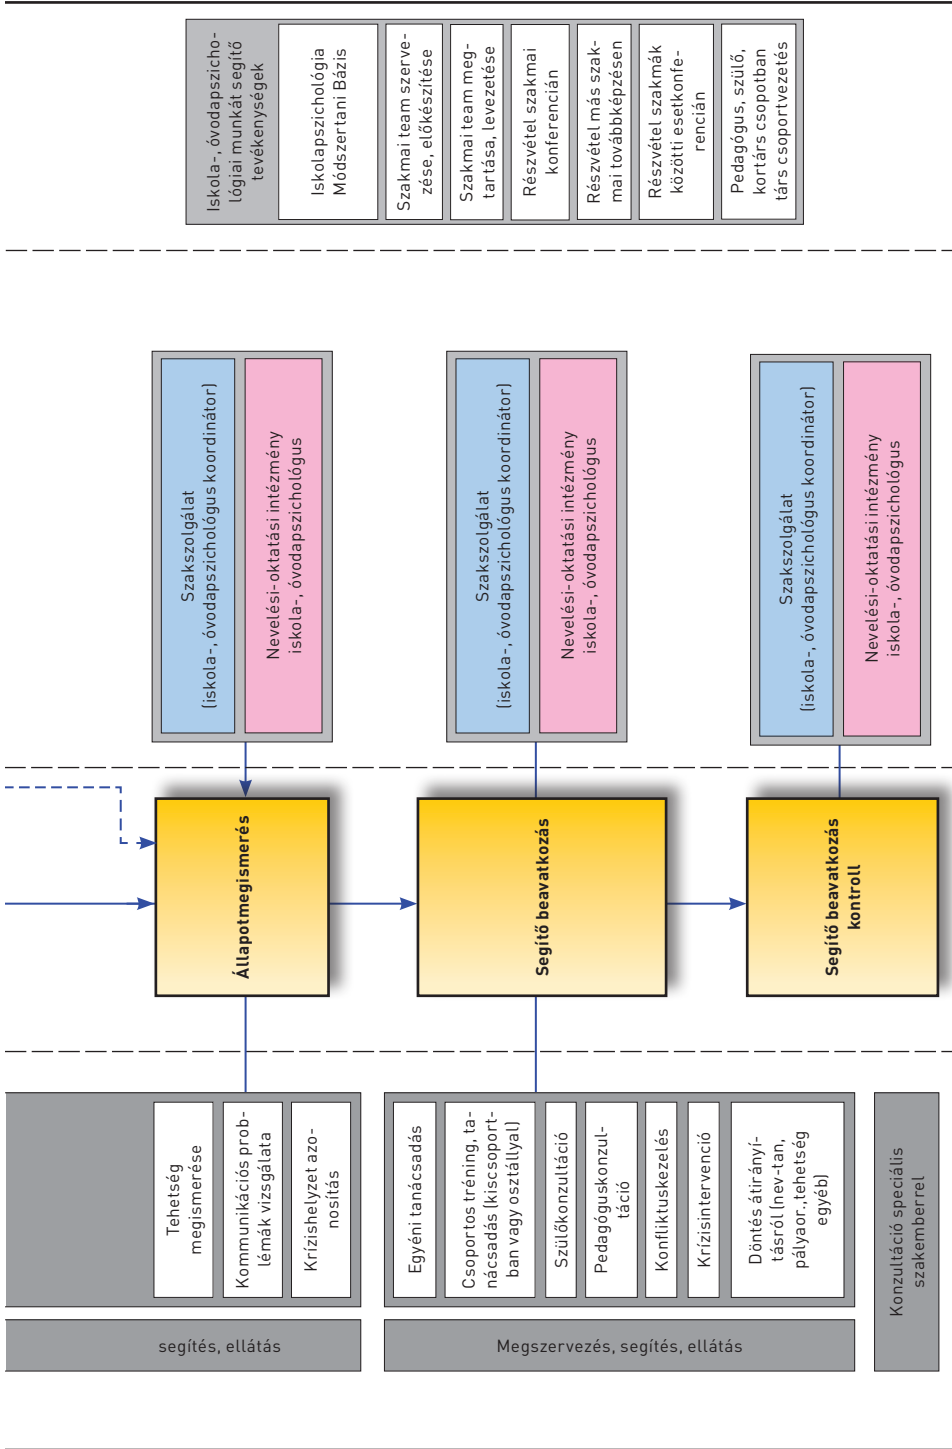 Iskola-, óvodapszicho-
lógiai munkát segítő
tevékenységek
Iskolapszichológia
Módszertani Bázis
Szakmai team szerve-
zése, előkészítése
Szakmai team meg-
tartása, levezetése
Részvétel szakmai
konferencián
Részvétel más szak-
mai továbbképzésen
Részvétel szakmák
közötti esetkonfe-
rencián
Pedagógus, szülő,
kortárs csopotban
társ csoportvezetés
Szakszolgálat
(iskola-, óvodapszichológus koordinátor)
Nevelési-oktatási intézmény
iskola-, óvodapszichológus
Szakszolgálat
(iskola-, óvodapszichológus koordinátor)
Nevelési-oktatási intézmény
iskola-, óvodapszichológus
Szakszolgálat
(iskola-, óvodapszichológus koordinátor)
Nevelési-oktatási intézmény
iskola-, óvodapszichológus
Állapotmegismerés
Segítő beavatkozás
Segítő beavatkozás
kontroll
Tehetség
megismerése
Kommunikációs prob-
lémák vizsgálata
Krízishelyzet azo-
nosítás
Egyéni tanácsadás
Csoportos tréning, ta-
nácsadás (kiscsoport-
ban vagy osztállyal)
Szülőkonzultáció
Pedagóguskonzul-
táció
Konfliktuskezelés
Krízisintervenció
Döntés átirányí-
tásról (nev-tan,
pályaor.,tehetség
egyéb)
Konzultáció speciális
szakemberrel
segítés, ellátás
Megszervezés, segítés, ellátás